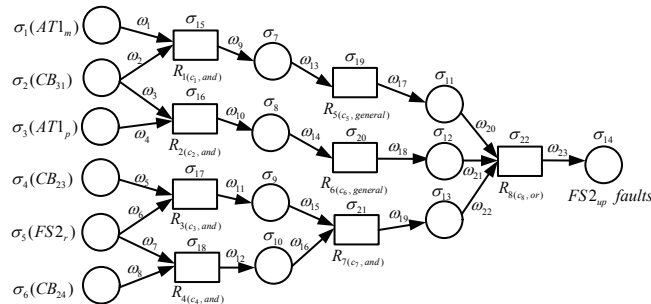 σ1(AT1m)
ω1
σ15
R1(c1, and)
ω9
σ7
σ2(CB31)
ω2
ω3
ω13
σ19
R5(c5, general)
ω17
σ11
σ16
R2(c2, and)
ω10
σ8
σ3(AT1p)
ω4
ω14
σ20
R6(c6, general)
ω18
σ12
ω20
ω21
σ22
R8(c8, or)
ω23
σ14
FS2up faults
σ4(CB23)
ω5
σ17
R3(c3, and)
ω11
σ9
ω15
σ21
R7(c7, and)
ω19
σ13
ω22
σ5(FS2r)
ω6
ω7
σ18
R4(c4, and)
ω12
σ10
ω16
σ6(CB24)
ω8